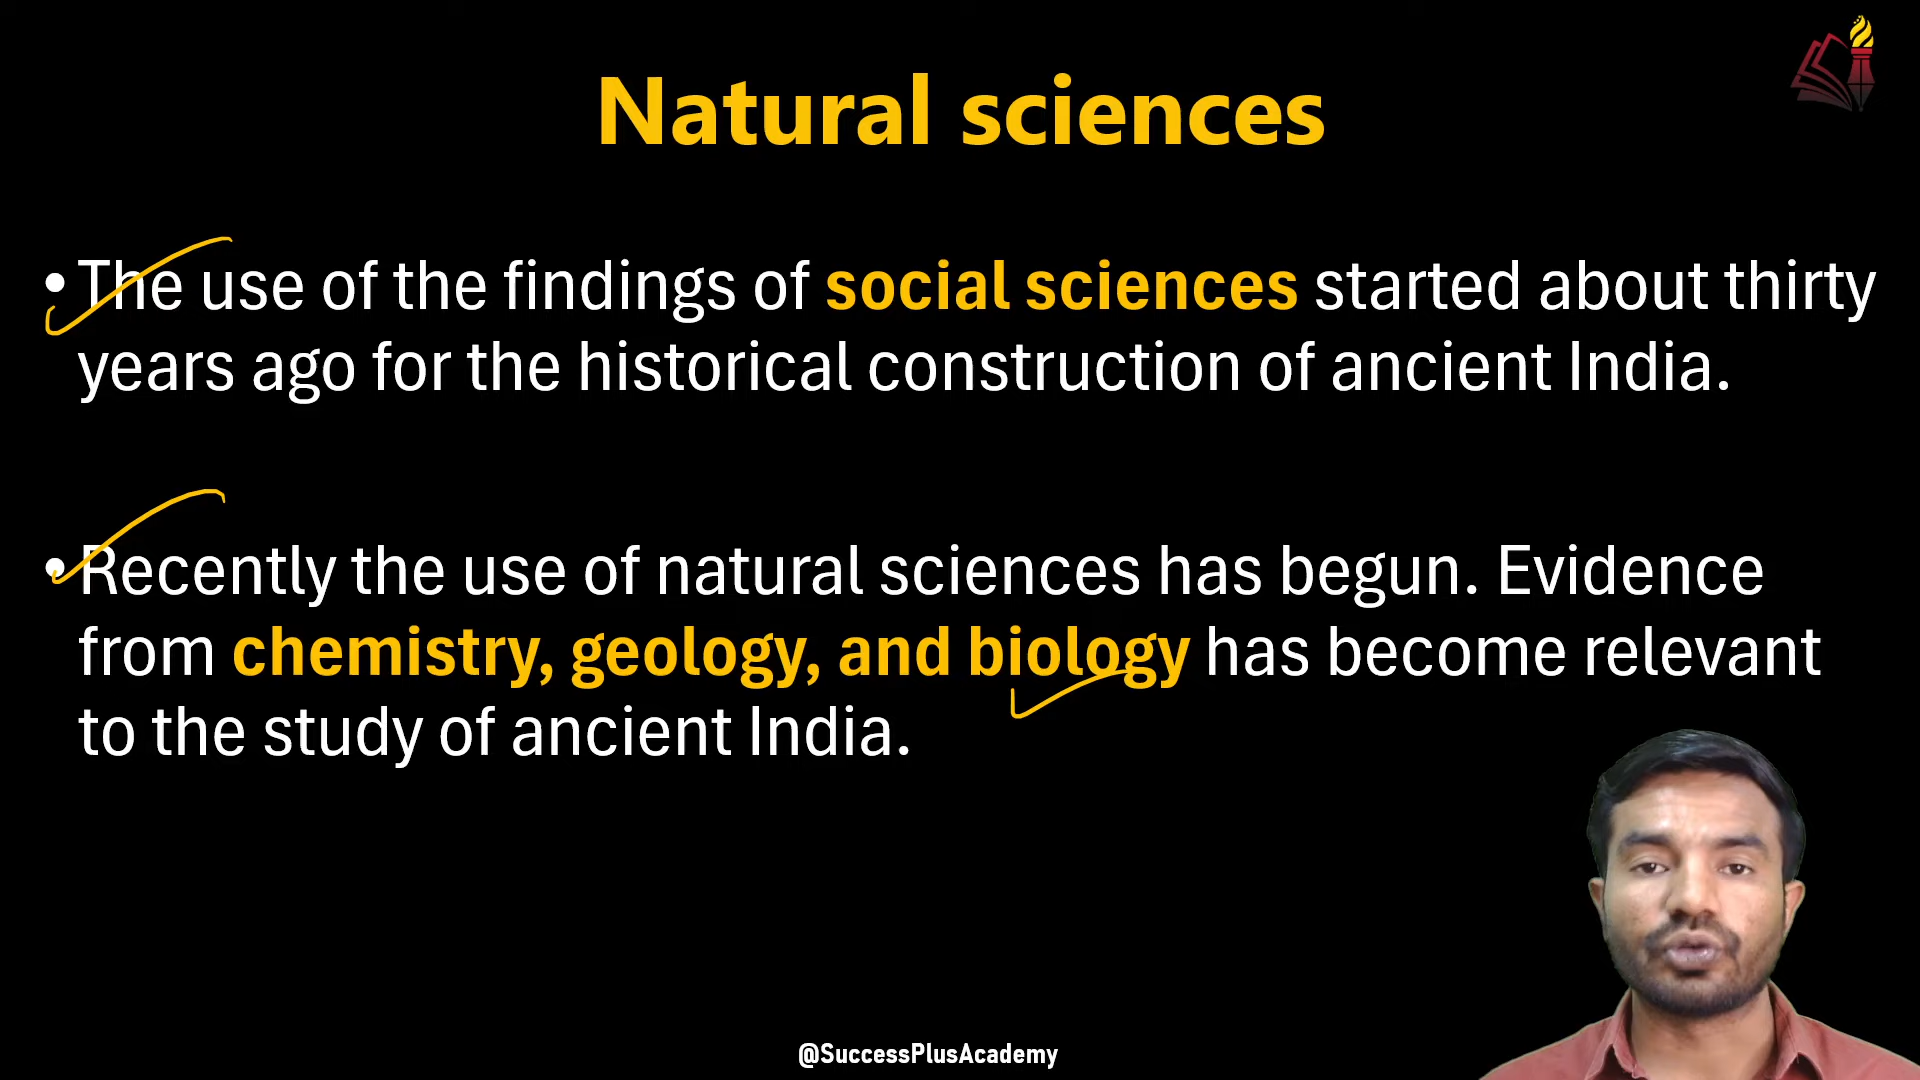 Natural sciences
• The use of the findings of social sciences started about thirty
years ago for the historical construction of ancient India.
• Recently the use of natural sciences has begun. Evidence
from chemistry, geology, and biology has become relevant
to the study of ancient India.
@SuccessPlusAcademy